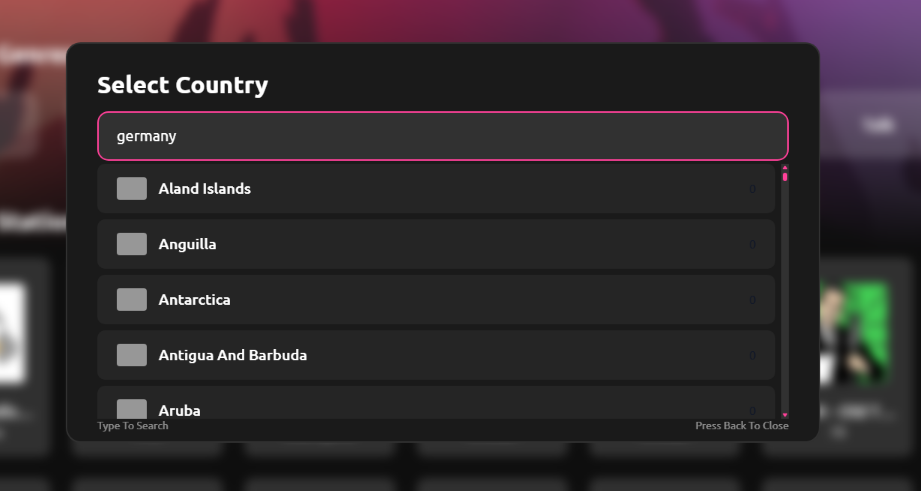 Select Country
germany
Aland Islands 0
Anguilla 0
Antarctica 0
Antigua And Barbuda 0
Aruba 0
Type To Search Press Back To Close